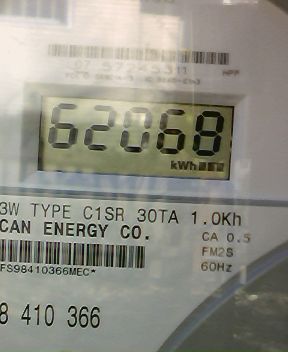 62068
kWh
3W TYPE C1SR 30TA 1.0Kh
CAN ENERGY CO.
CA 0.5
FM2S
60Hz
FS98410366MEC*
8 410 366